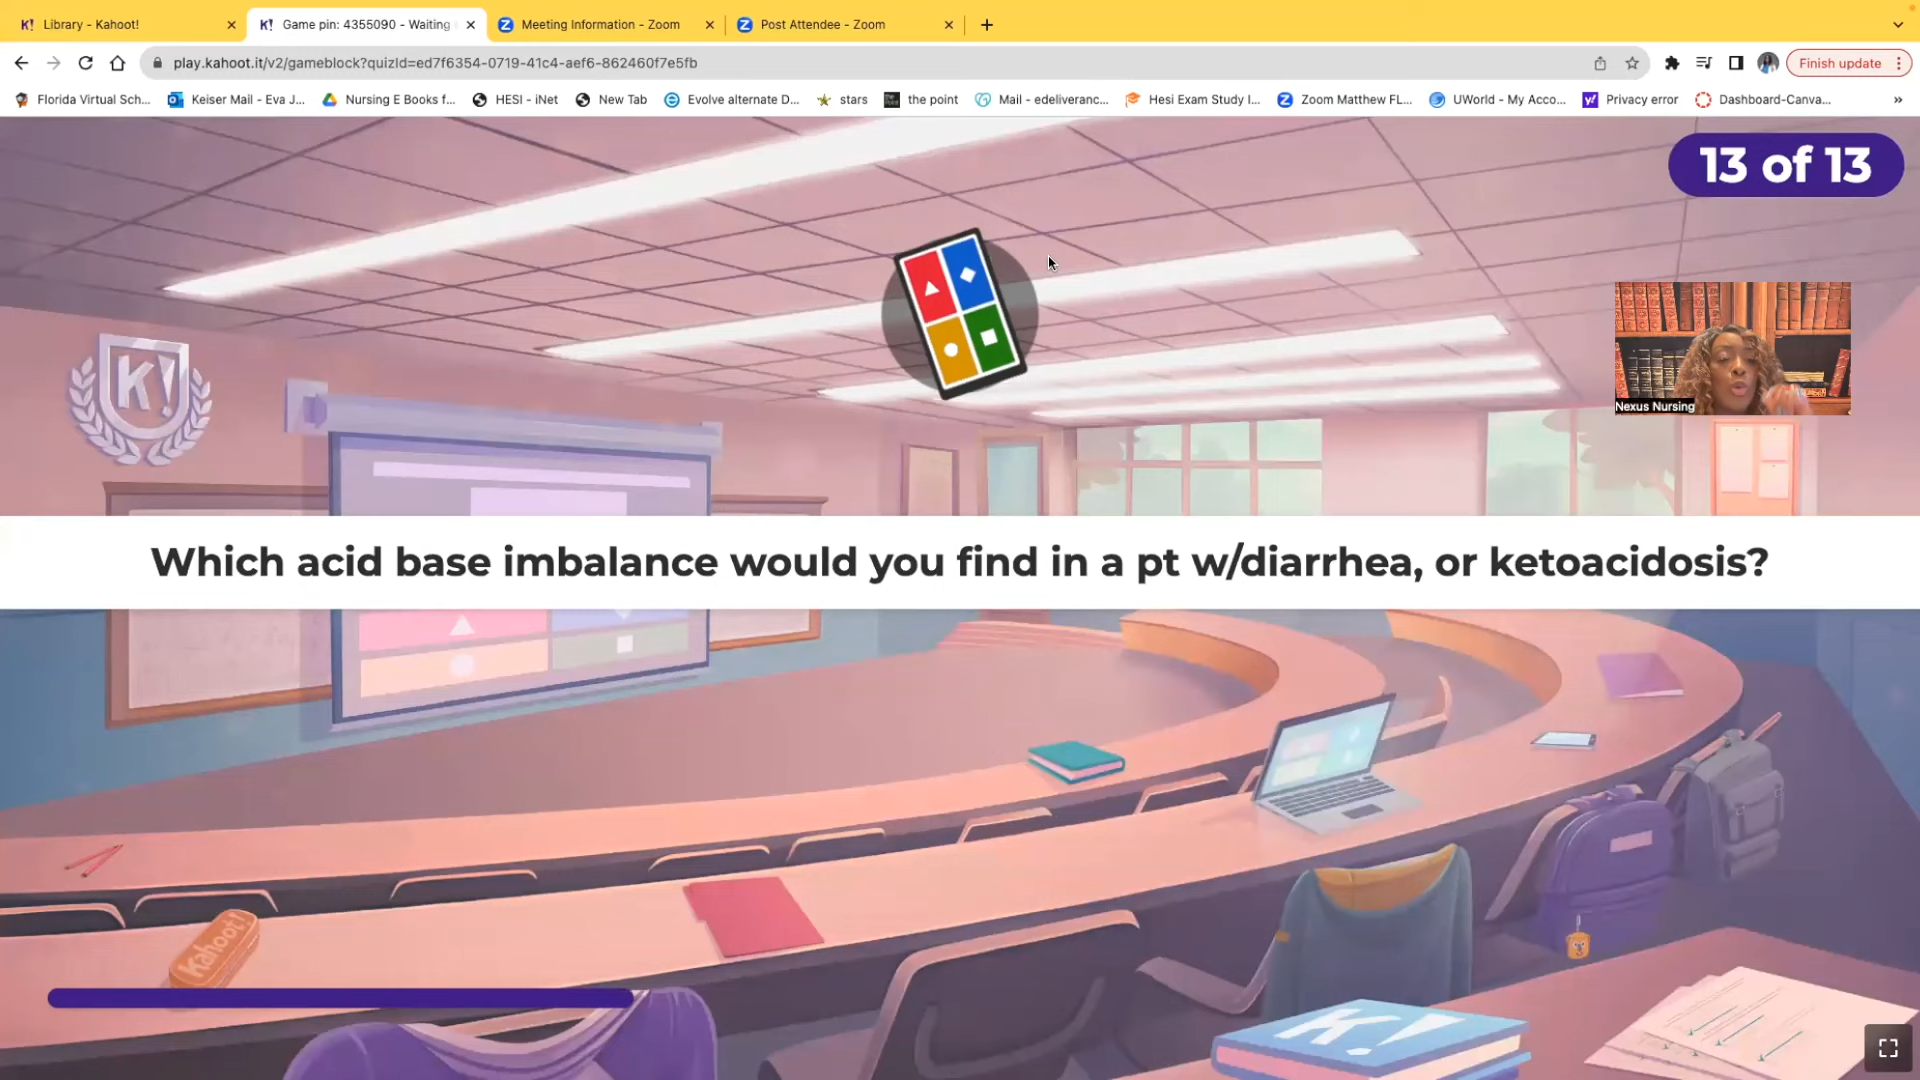 Library - Kahoot!
Game pin: 4355090 - Waiting
Meeting Information - Zoom
Post Attendee - Zoom
play.kahoot.it/v2/gameblock?quizId=ed7f6354-0719-41c4-aef6-862460f7e5fb
Finish update
Florida Virtual Sch...
Keiser Mail - Eva J...
Nursing E Books f...
HESI - iNet
New Tab
Evolve alternate D...
stars
the point
Mail - edeliveranc...
Hesi Exam Study I...
Zoom Matthew FL...
UWorld - My Acco...
Privacy error
Dashboard-Canva...
13 of 13
K!
Nexus Nursing
Which acid base imbalance would you find in a pt w/diarrhea, or ketoacidosis?
Kahoot!
K!